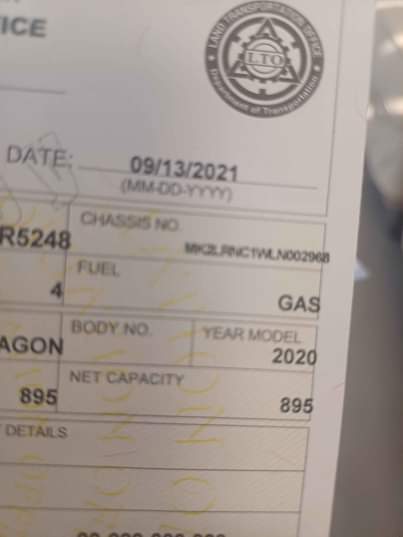 ICE
LAND TRANSPORTATION OFFICE
LTO
Department of Transportation
DATE: 09/13/2021
(MM-DD-YYYY)
CHASSIS NO.
R5248 MK2LRNC1WLN002968
FUEL
4 GAS
BODY NO. YEAR MODEL
AGON 2020
NET CAPACITY
895 895
DETAILS